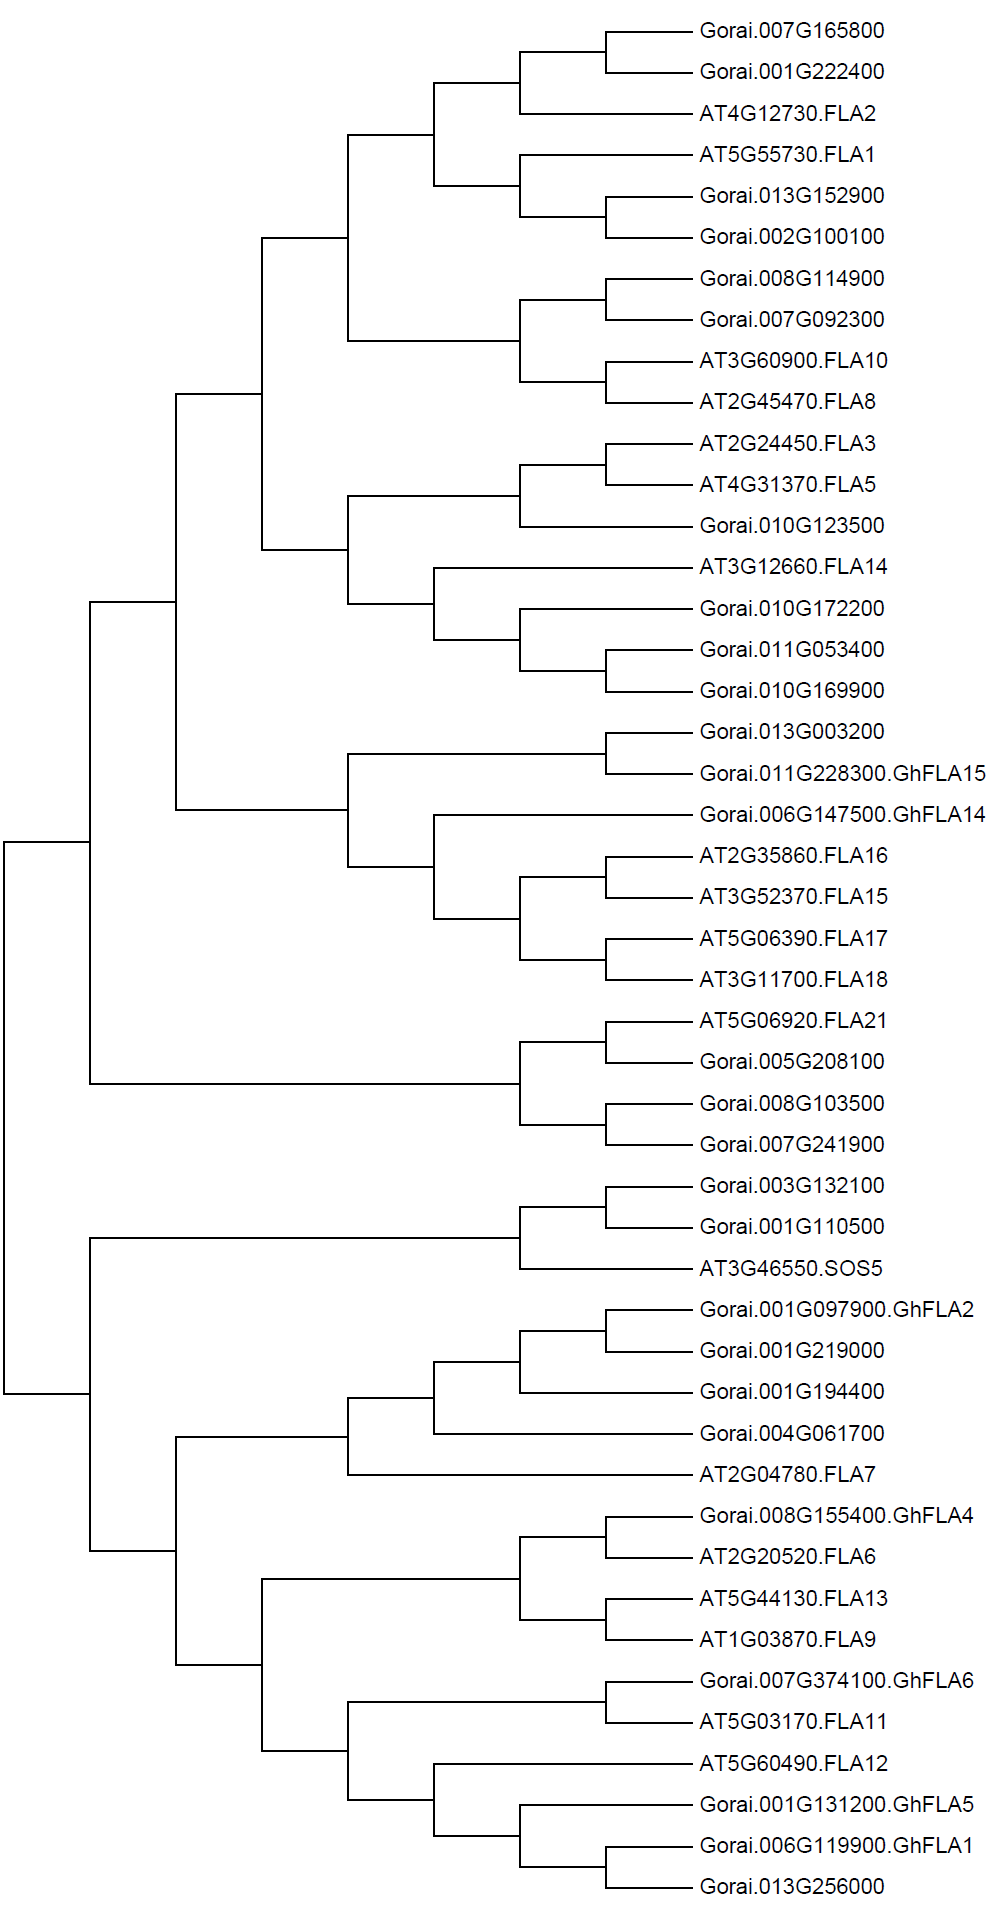 Gorai.007G165800
Gorai.001G222400
AT4G12730.FLA2
AT5G55730.FLA1
Gorai.013G152900
Gorai.002G100100
Gorai.008G114900
Gorai.007G092300
AT3G60900.FLA10
AT2G45470.FLA8
AT2G24450.FLA3
AT4G31370.FLA5
Gorai.010G123500
AT3G12660.FLA14
Gorai.010G172200
Gorai.011G053400
Gorai.010G169900
Gorai.013G003200
Gorai.011G228300.GhFLA15
Gorai.006G147500.GhFLA14
AT2G35860.FLA16
AT3G52370.FLA15
AT5G06390.FLA17
AT3G11700.FLA18
AT5G06920.FLA21
Gorai.005G208100
Gorai.008G103500
Gorai.007G241900
Gorai.003G132100
Gorai.001G110500
AT3G46550.SOS5
Gorai.001G097900.GhFLA2
Gorai.001G219000
Gorai.001G194400
Gorai.004G061700
AT2G04780.FLA7
Gorai.008G155400.GhFLA4
AT2G20520.FLA6
AT5G44130.FLA13
AT1G03870.FLA9
Gorai.007G374100.GhFLA6
AT5G03170.FLA11
AT5G60490.FLA12
Gorai.001G131200.GhFLA5
Gorai.006G119900.GhFLA1
Gorai.013G256000